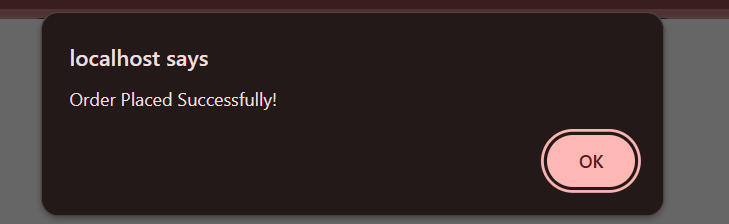 localhost says
Order Placed Successfully!
OK